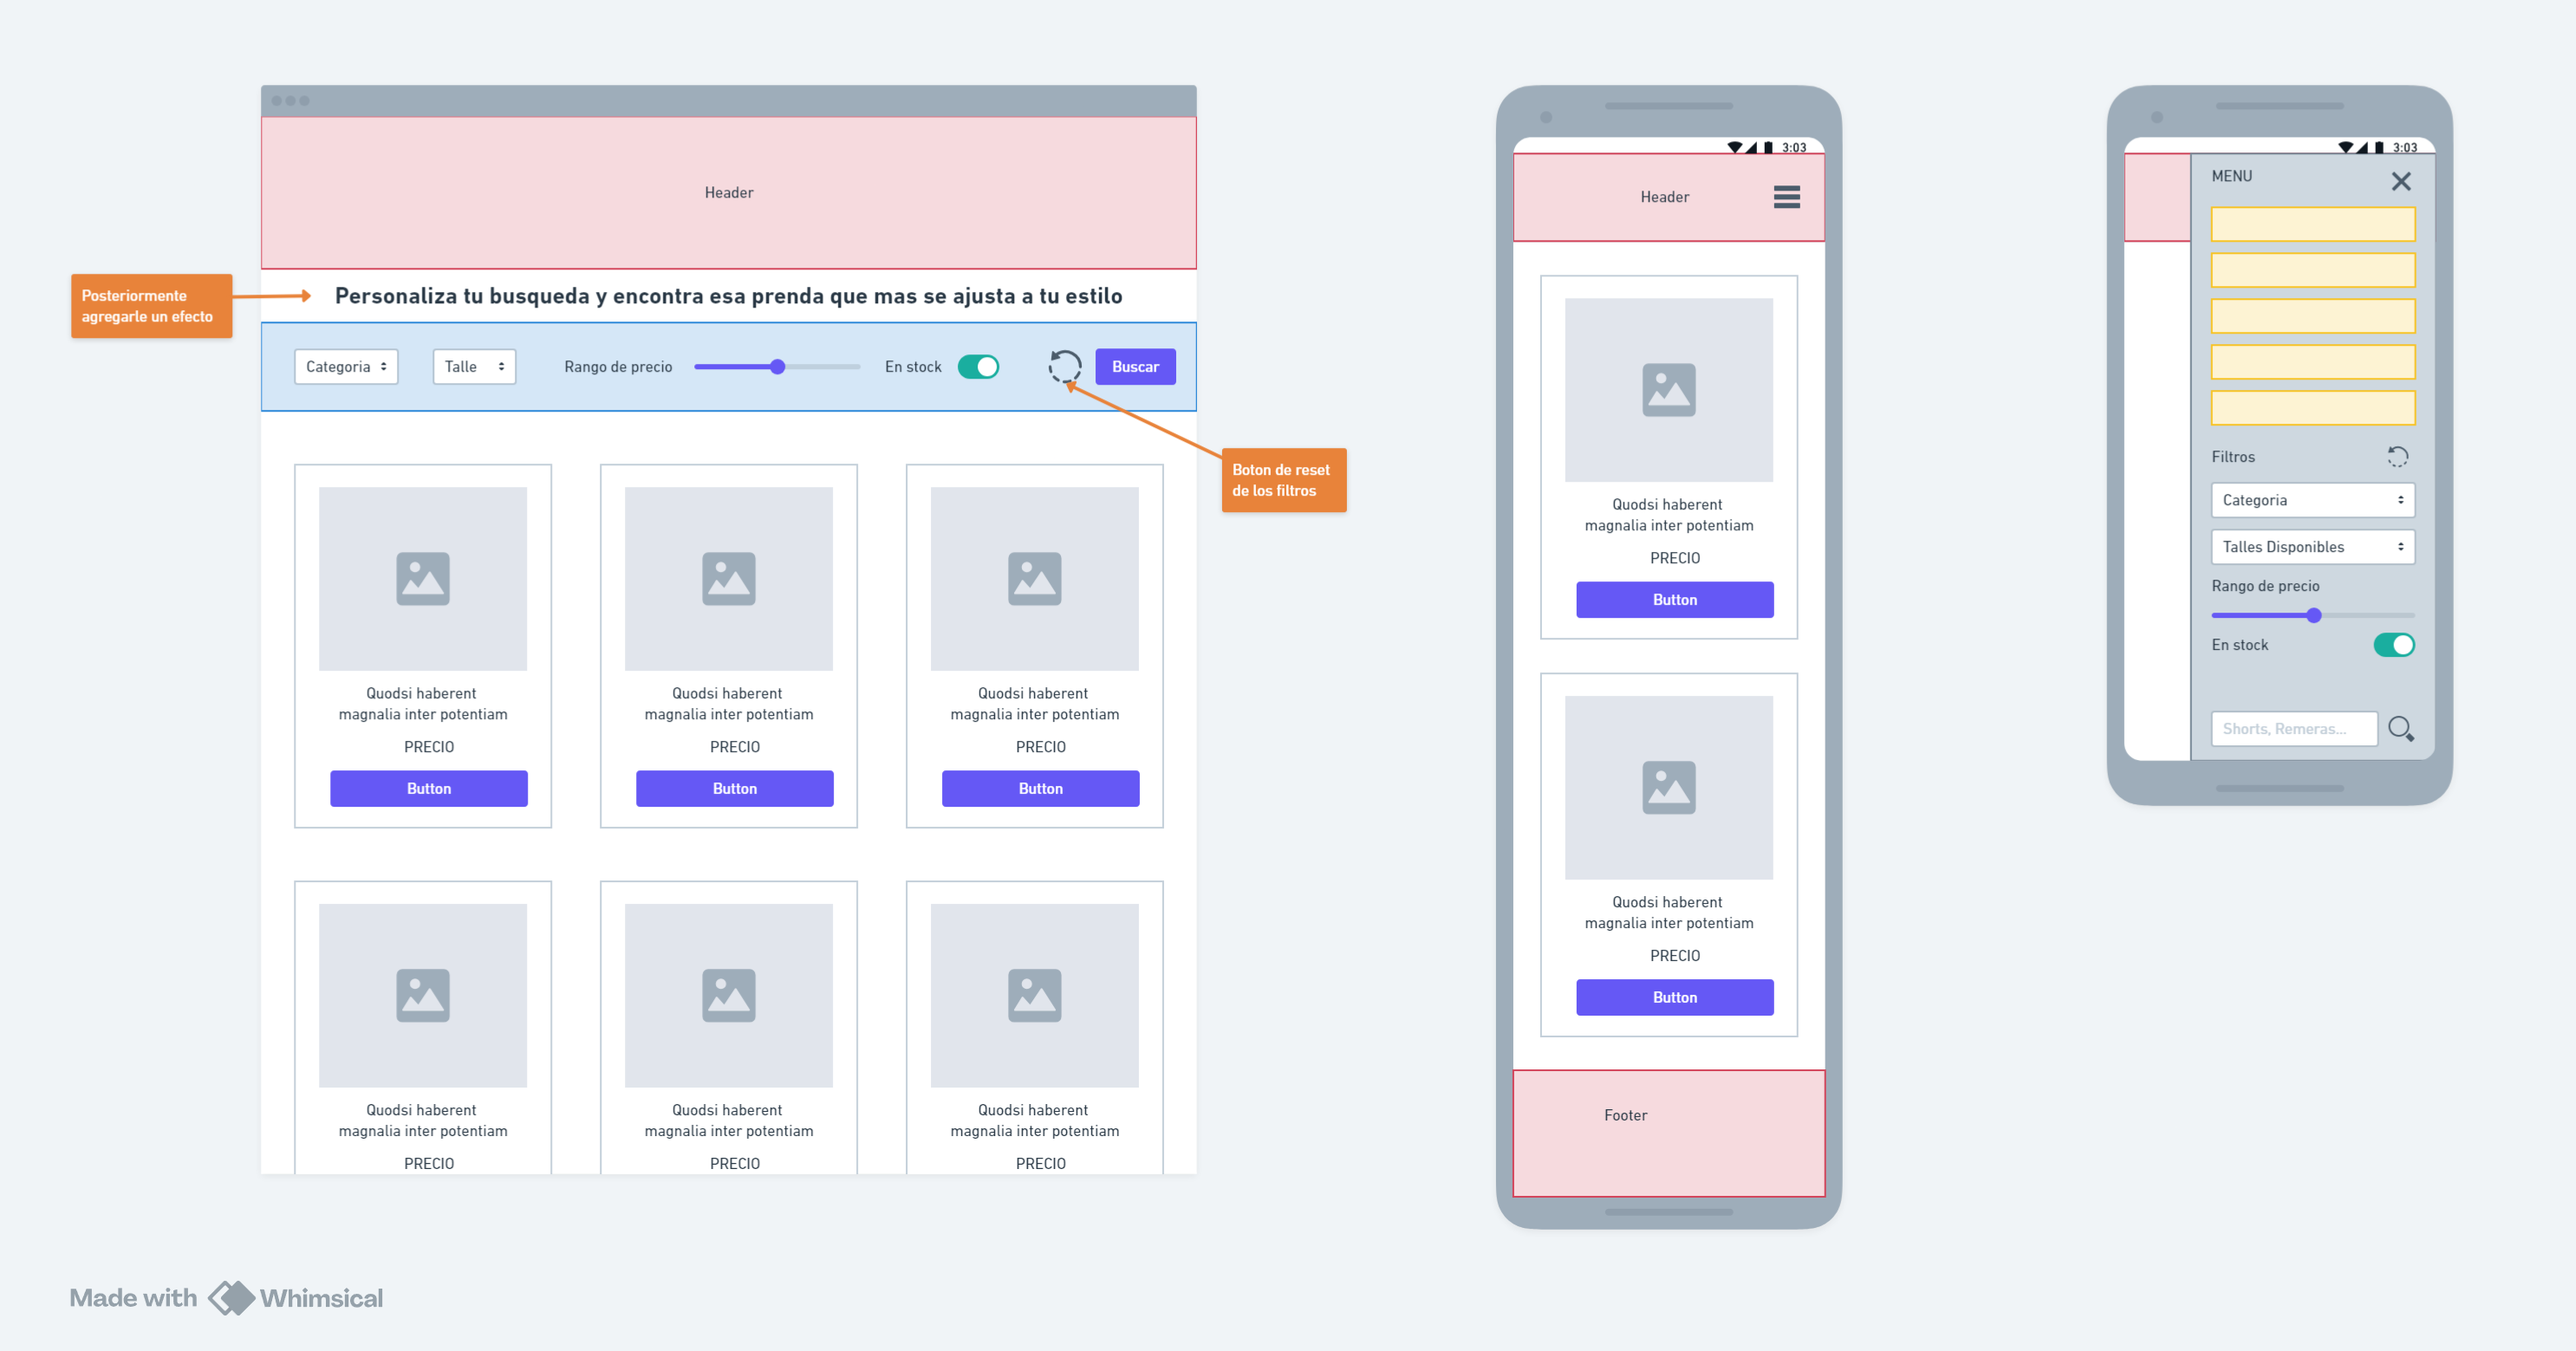 Header
Posteriormente
agregarle un efecto
Personaliza tu busqueda y encontra esa prenda que mas se ajusta a tu estilo
Categoria
Talle
Rango de precio
En stock
Buscar
Boton de reset
de los filtros
Quodsi haberent
magnalia inter potentiam
PRECIO
Button
Quodsi haberent
magnalia inter potentiam
PRECIO
Button
Quodsi haberent
magnalia inter potentiam
PRECIO
Button
Quodsi haberent
magnalia inter potentiam
PRECIO
Quodsi haberent
magnalia inter potentiam
PRECIO
Quodsi haberent
magnalia inter potentiam
PRECIO
3:03
Header
Quodsi haberent
magnalia inter potentiam
PRECIO
Button
Quodsi haberent
magnalia inter potentiam
PRECIO
Button
Footer
3:03
MENU
Filtros
Categoria
Talles Disponibles
Rango de precio
En stock
Shorts, Remeras...
Made with Whimsical